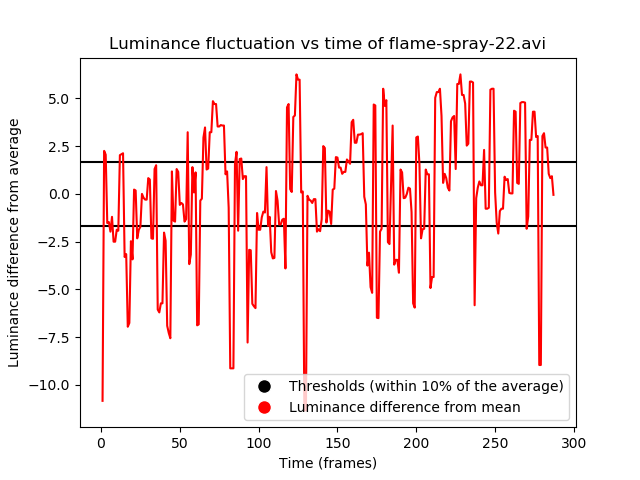 Luminance fluctuation vs time of flame-spray-22.avi
Luminance difference from average
5.0
2.5
0.0
−2.5
−5.0
−7.5
−10.0
Thresholds (within 10% of the average)
Luminance difference from mean
0 50 100 150 200 250 300
Time (frames)